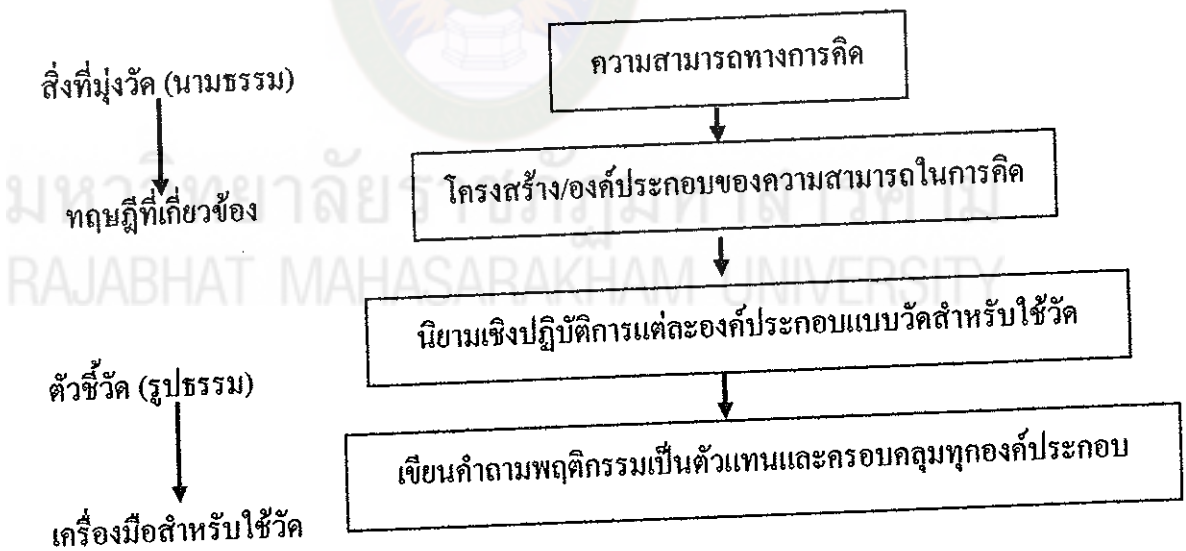 ความสามารถทางการคิด
สิ่งที่มุ่งวัด (นามธรรม)
โครงสร้าง/องค์ประกอบของความสามารถในการคิด
ทฤษฎีที่เกี่ยวข้อง
มหาวิทยาลัยราชภัฏมหาสารคาม
RAJABHAT MAHASARAKHAM UNIVERSITY
นิยามเชิงปฏิบัติการแต่ละองค์ประกอบแบบวัดสำหรับใช้วัด
ตัวชี้วัด (รูปธรรม)
เขียนคำถามพฤติกรรมเป็นตัวแทนและครอบคลุมทุกองค์ประกอบ
เครื่องมือสำหรับใช้วัด